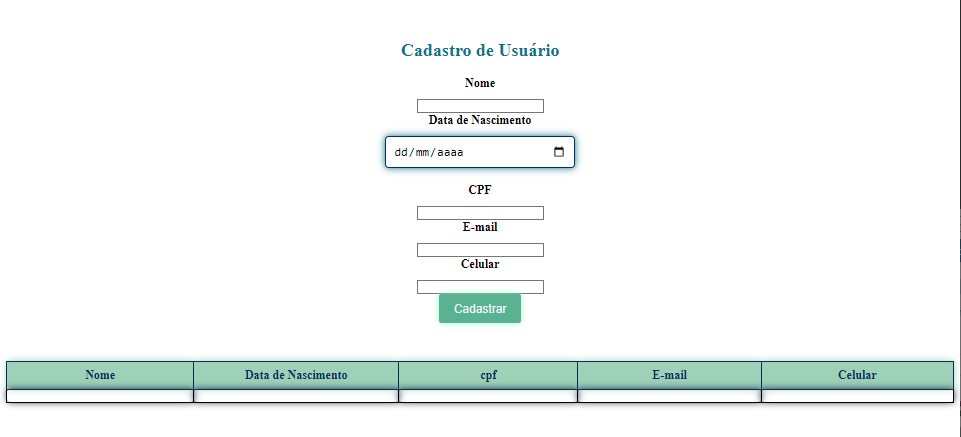 Cadastro de Usuário
Nome
Data de Nascimento
dd/mm/aaaa
CPF
E-mail
Celular
Cadastrar
Nome Data de Nascimento cpf E-mail Celular